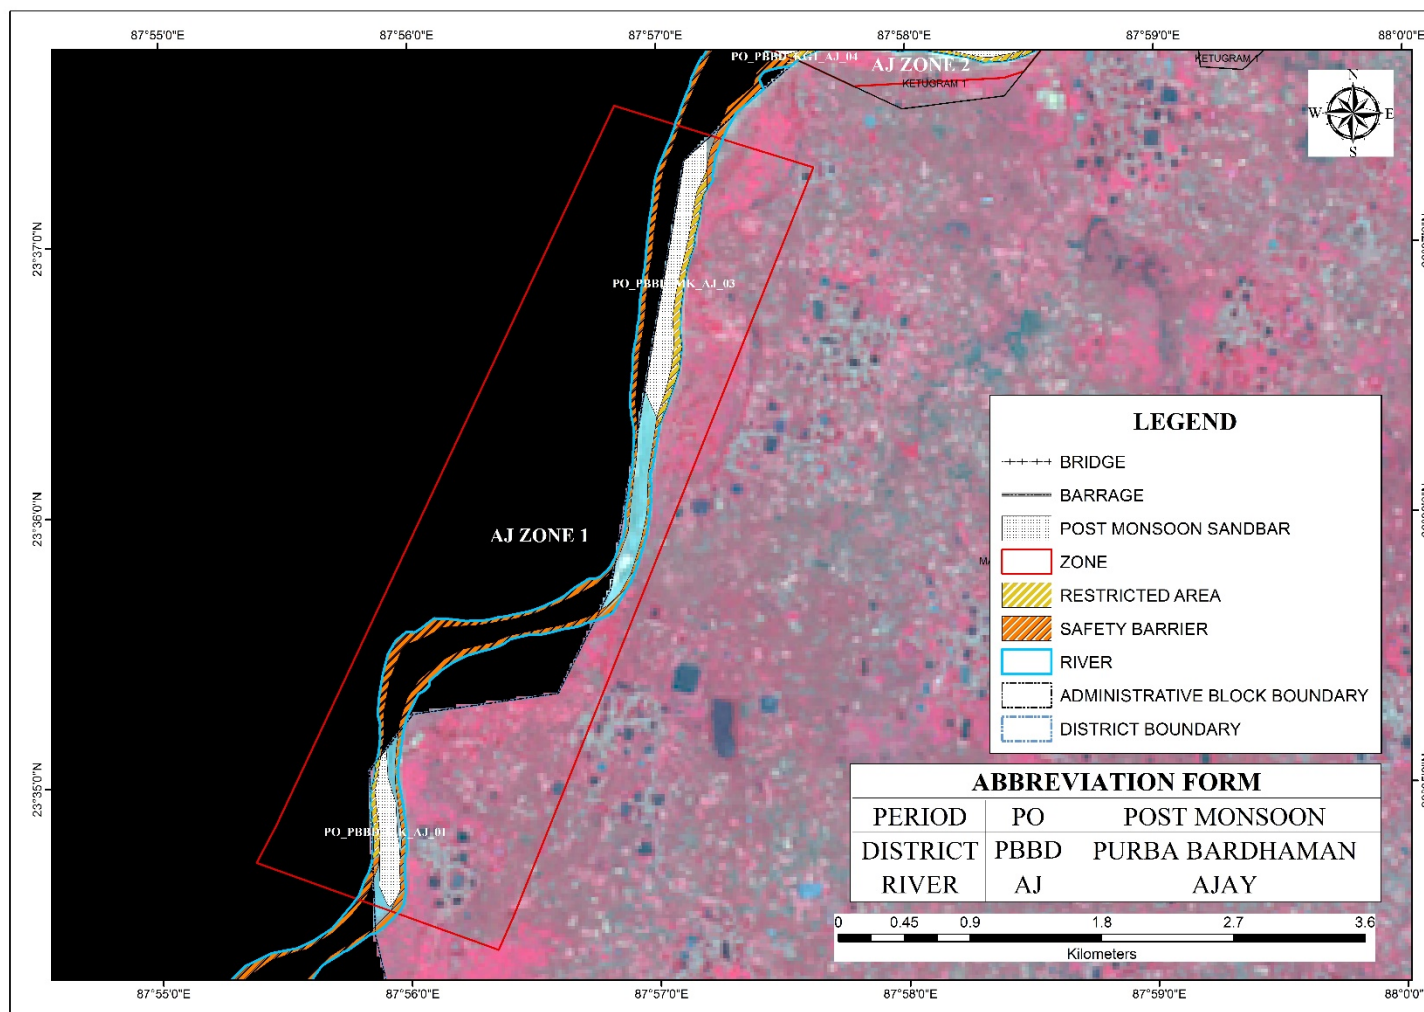 87°55'0"E 87°56'0"E 87°57'0"E 87°58'0"E 87°59'0"E 88°0'0"E
AJ ZONE 2
KETUGRAM 1
KETUGRAM 1
N
W E
S
23°37'0"N
AJ ZONE 1
23°36'0"N
23°35'0"N
LEGEND
BRIDGE
BARRAGE
POST MONSOON SANDBAR
ZONE
RESTRICTED AREA
SAFETY BARRIER
RIVER
ADMINISTRATIVE BLOCK BOUNDARY
DISTRICT BOUNDARY
ABBREVIATION FORM
PERIOD PO POST MONSOON
DISTRICT PBBD PURBA BARDHAMAN
RIVER AJ AJAY
0 0.45 0.9 1.8 2.7 3.6
Kilometers
87°55'0"E 87°56'0"E 87°57'0"E 87°58'0"E 87°59'0"E 88°0'0"